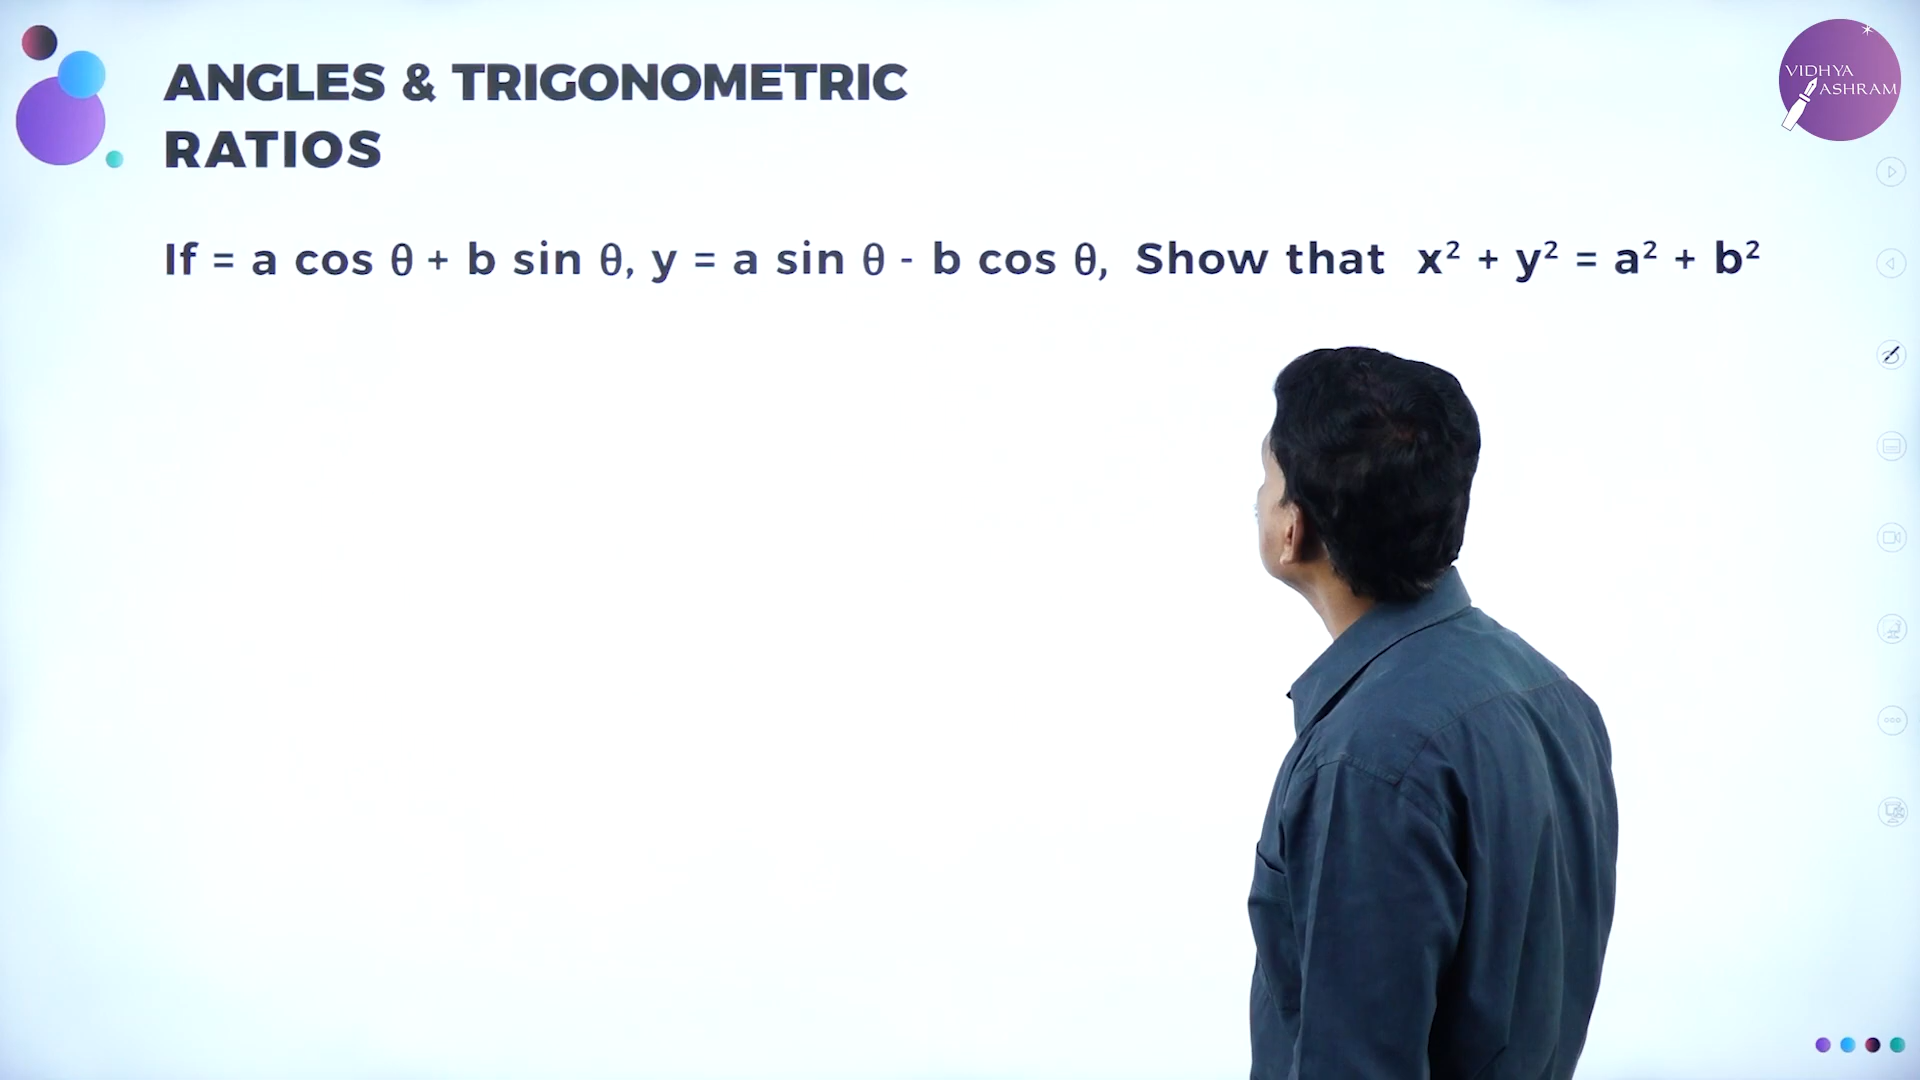 ANGLES & TRIGONOMETRIC
RATIOS
VIDHYA
ASHRAM
If = a cos θ + b sin θ, y = a sin θ - b cos θ, Show that x² + y² = a² + b²